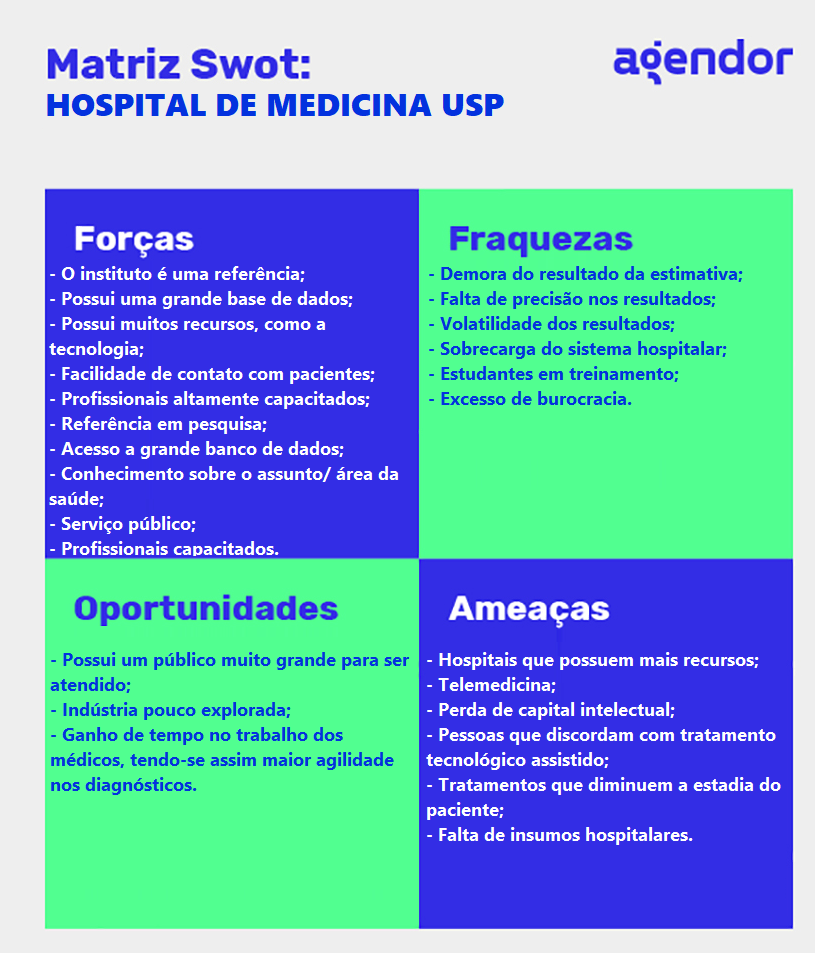 Matriz Swot:
agendor
HOSPITAL DE MEDICINA USP
Forças
- O instituto é uma referência;
- Possui uma grande base de dados;
- Possui muitos recursos, como a
tecnologia;
- Facilidade de contato com pacientes;
- Profissionais altamente capacitados;
- Referência em pesquisa;
- Acesso a grande banco de dados;
- Conhecimento sobre o assunto/ área da
saúde;
- Serviço público;
- Profissionais capacitados.
Fraquezas
- Demora do resultado da estimativa;
- Falta de precisão nos resultados;
- Volatilidade dos resultados;
- Sobrecarga do sistema hospitalar;
- Estudantes em treinamento;
- Excesso de burocracia.
Oportunidades
- Possui um público muito grande para ser
atendido;
- Indústria pouco explorada;
- Ganho de tempo no trabalho dos
médicos, tendo-se assim maior agilidade
nos diagnósticos.
Ameaças
- Hospitais que possuem mais recursos;
- Telemedicina;
- Perda de capital intelectual;
- Pessoas que discordam com tratamento
tecnológico assistido;
- Tratamentos que diminuem a estadia do
paciente;
- Falta de insumos hospitalares.